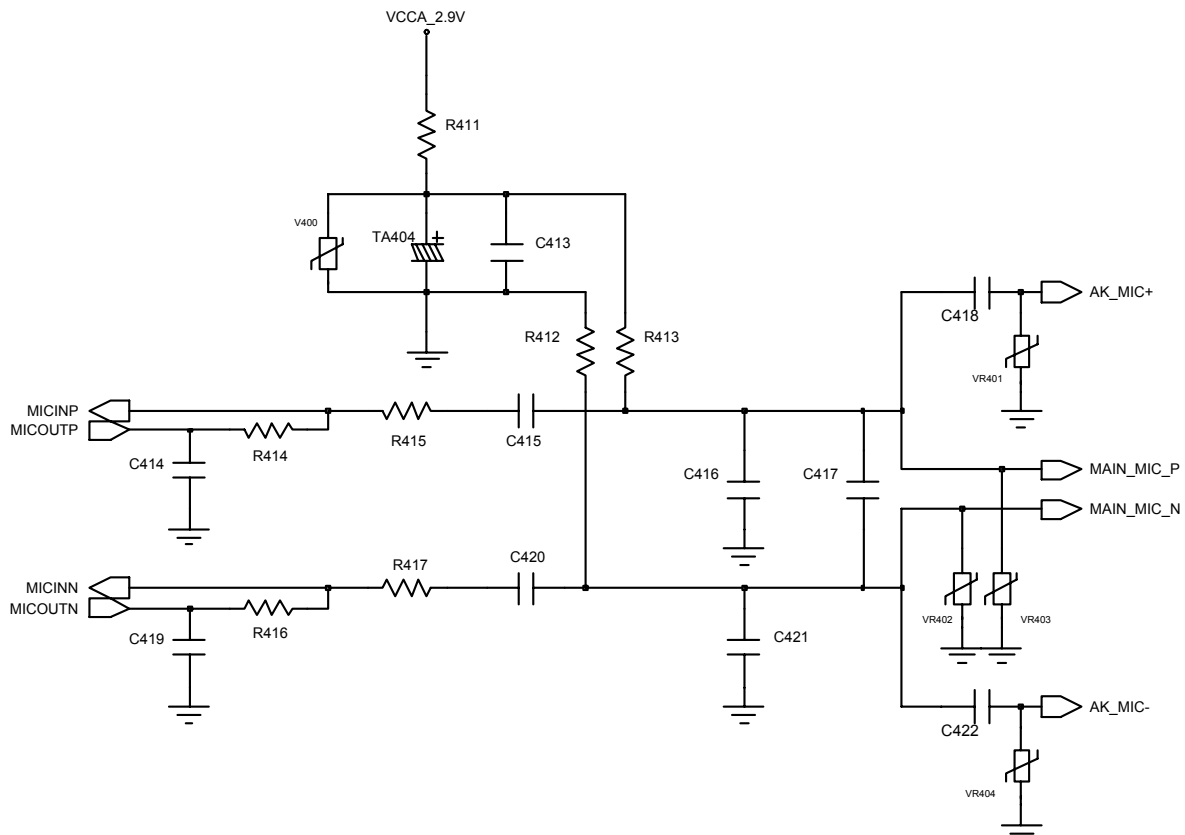 VCCA_2.9V
R411
V400
TA404
+
C413
R412
R413
AK_MIC+
C418
VR401
MICINP
MICOUTP
R415
C415
R414
C414
C416
C417
MAIN_MIC_P
MAIN_MIC_N
C420
R417
MICINN
MICOUTN
R416
C419
C421
VR402
VR403
AK_MIC-
C422
VR404